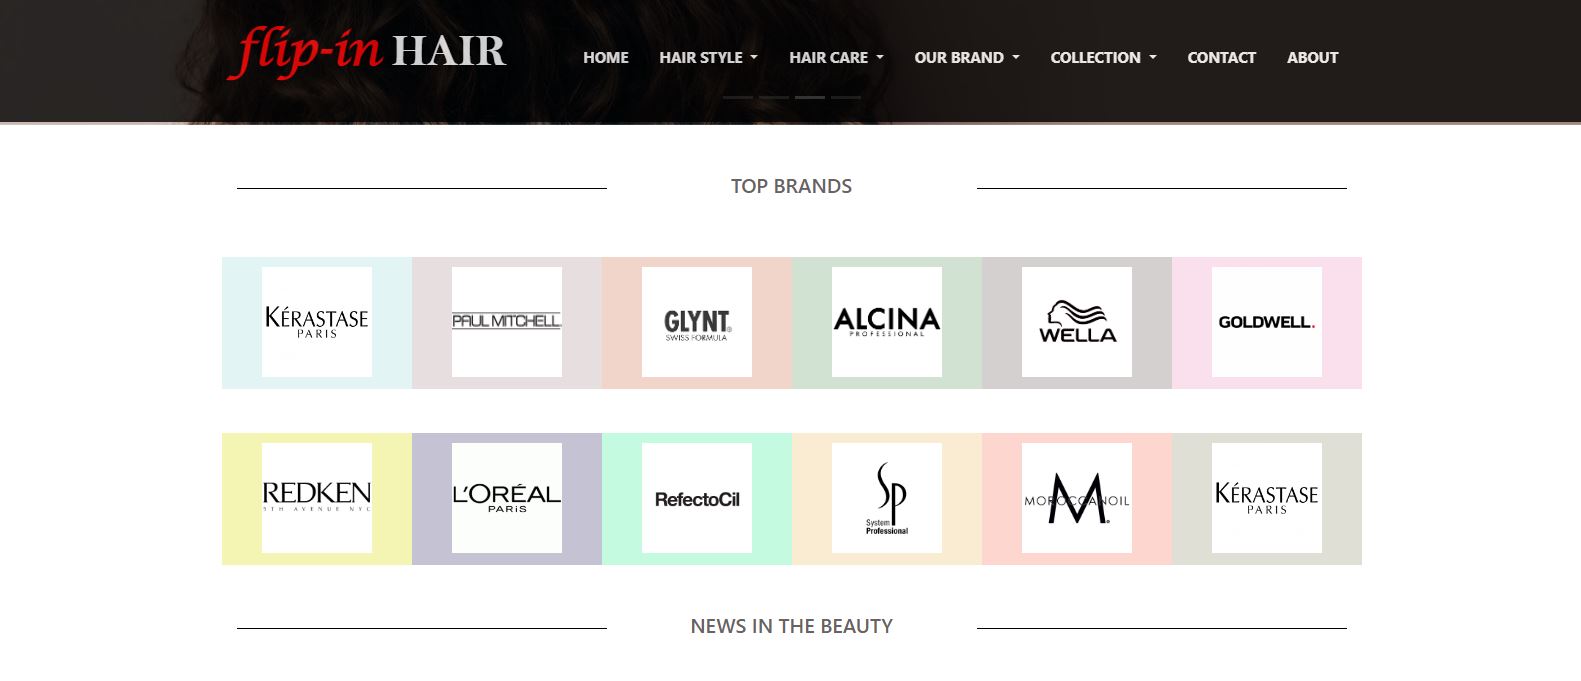 flip-in HAIR
HOME HAIR STYLE HAIR CARE OUR BRAND COLLECTION CONTACT ABOUT
TOP BRANDS
KÉRASTASE
PARIS
PAUL MITCHELL
GLYNT®
SWISS FORMULA
ALCINA
PROFESSIONAL
WELLA
GOLDWELL.
REDKEN
5TH AVENUE NYC
L'ORÉAL
PARIS
RefectoCil
SP
System
Professional
M
MOROCCANOIL
KÉRASTASE
PARIS
NEWS IN THE BEAUTY